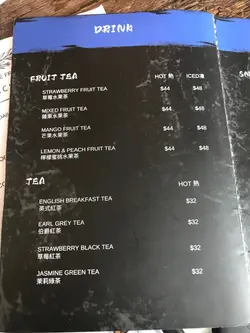 DRINK
FRUIT TEA HOT 熱 ICED凍
STRAWBERRY FRUIT TEA $44 $48
草莓水果茶
MIXED FRUIT TEA $44 $48
雜果水果茶
MANGO FRUIT TEA $44 $48
芒果水果茶
LEMON & PEACH FRUIT TEA $44 $48
檸檬蜜桃水果茶
TEA HOT 熱
ENGLISH BREAKFAST TEA $32
英式紅茶
EARL GREY TEA $32
伯爵紅茶
STRAWBERRY BLACK TEA $32
草莓紅茶
JASMINE GREEN TEA $32
茉莉綠茶